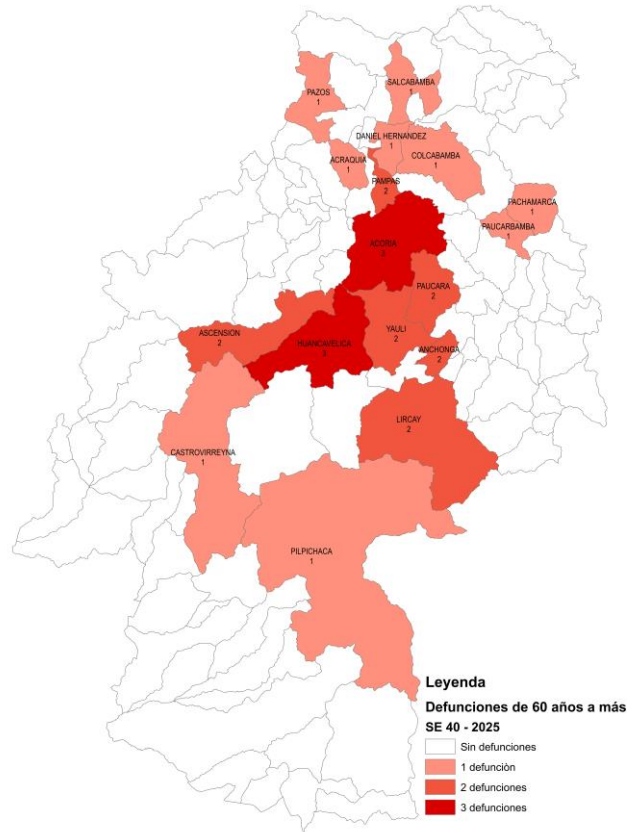 SALCABAMBA
1
PAZOS
1
DANIEL HERNANDEZ
1
ACRAQUIA
1
COLCABAMBA
1
PAMPAS
2
PACHAMARCA
1
PAUCARBAMBA
1
ACORIA
3
PAUCARA
2
ASCENSION
2
YAULI
2
HUANCAVELICA
3
ANCHONGA
2
LIRCAY
2
CASTROVIRREYNA
1
PILPICHACA
1
Leyenda
Defunciones de 60 años a más
SE 40 - 2025
Sin defunciones
1 defunciòn
2 defunciones
3 defunciones